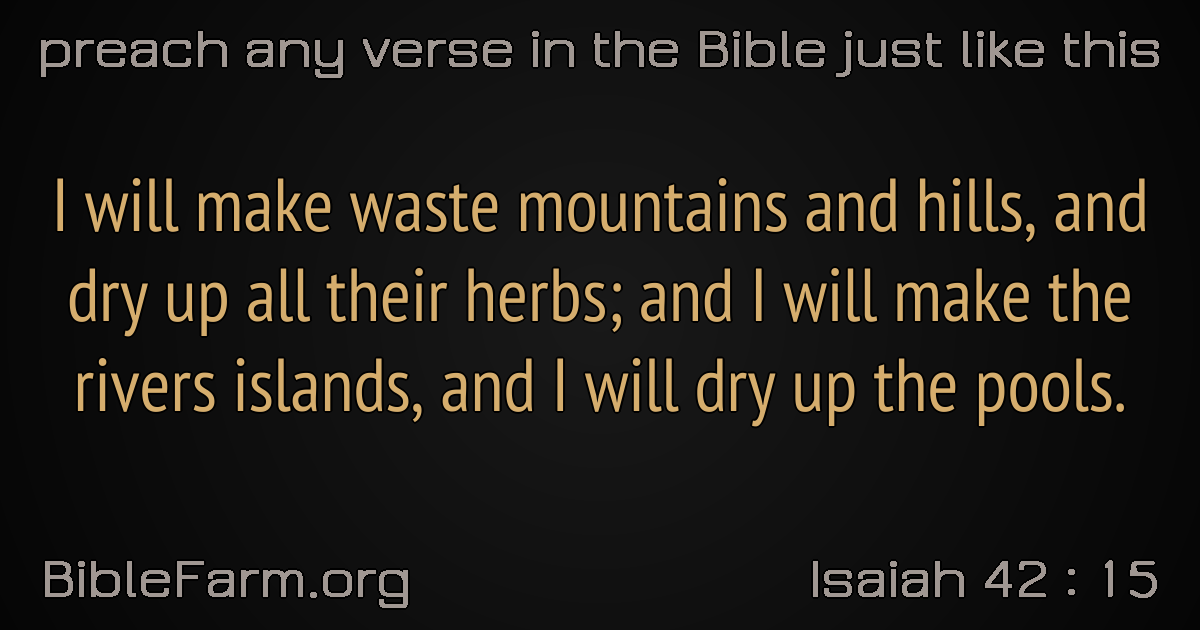 preach any verse in the Bible just like this
I will make waste mountains and hills, and
dry up all their herbs; and I will make the
rivers islands, and I will dry up the pools.
BibleFarm.org
Isaiah 42 : 15